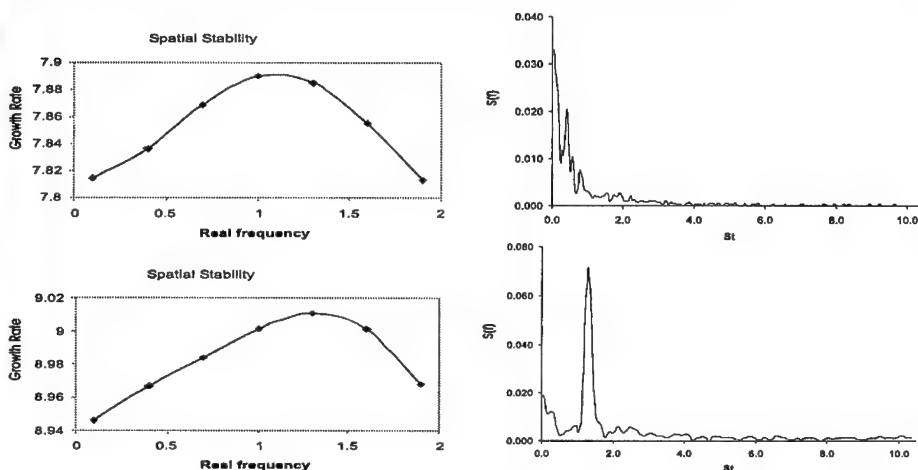 Spatial Stability
Growth Rate
7.9
7.88
7.86
7.84
7.82
7.8
0 0.5 1 1.5 2
Real frequency
S(f)
0.040
0.030
0.020
0.010
0.000
0.0 2.0 4.0 6.0 8.0 10.0
St
Spatial Stability
Growth Rate
9.02
9
8.98
8.96
8.94
0 0.5 1 1.5 2
Real frequency
S(f)
0.080
0.060
0.040
0.020
0.000
0.0 2.0 4.0 6.0 8.0 10.0
St